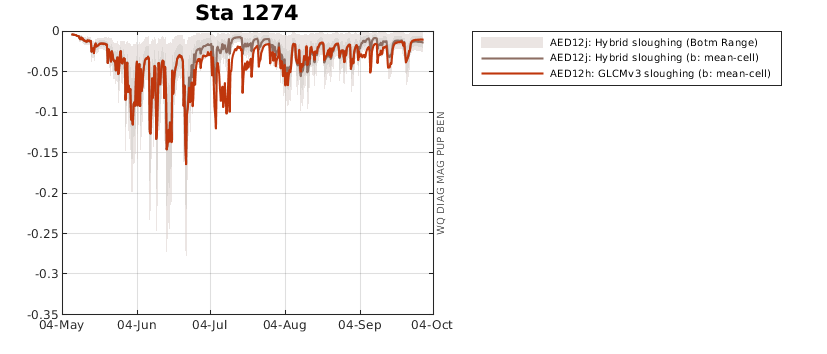 Sta 1274
0
-0.05
-0.1
-0.15
-0.2
-0.25
-0.3
-0.35
04-May 04-Jun 04-Jul 04-Aug 04-Sep 04-Oct
WQ DIAG MAG PUP BEN
AED12j: Hybrid sloughing (Botm Range)
AED12j: Hybrid sloughing (b: mean-cell)
AED12h: GLCMv3 sloughing (b: mean-cell)